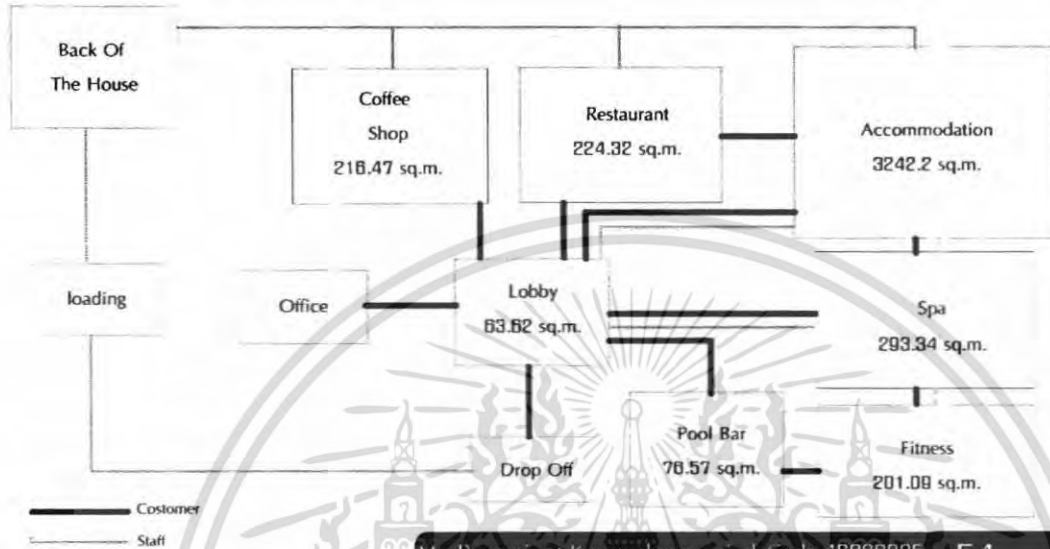 Back Of
The House
Coffee
Shop
216.47 sq.m.
Restaurant
224.32 sq.m.
Accommodation
3242.2 sq.m.
loading
Office
Lobby
63.62 sq.m.
Spa
293.34 sq.m.
Drop Off
Pool Bar
76.57 sq.m.
Fitness
201.08 sq.m.
Costomer
Staff